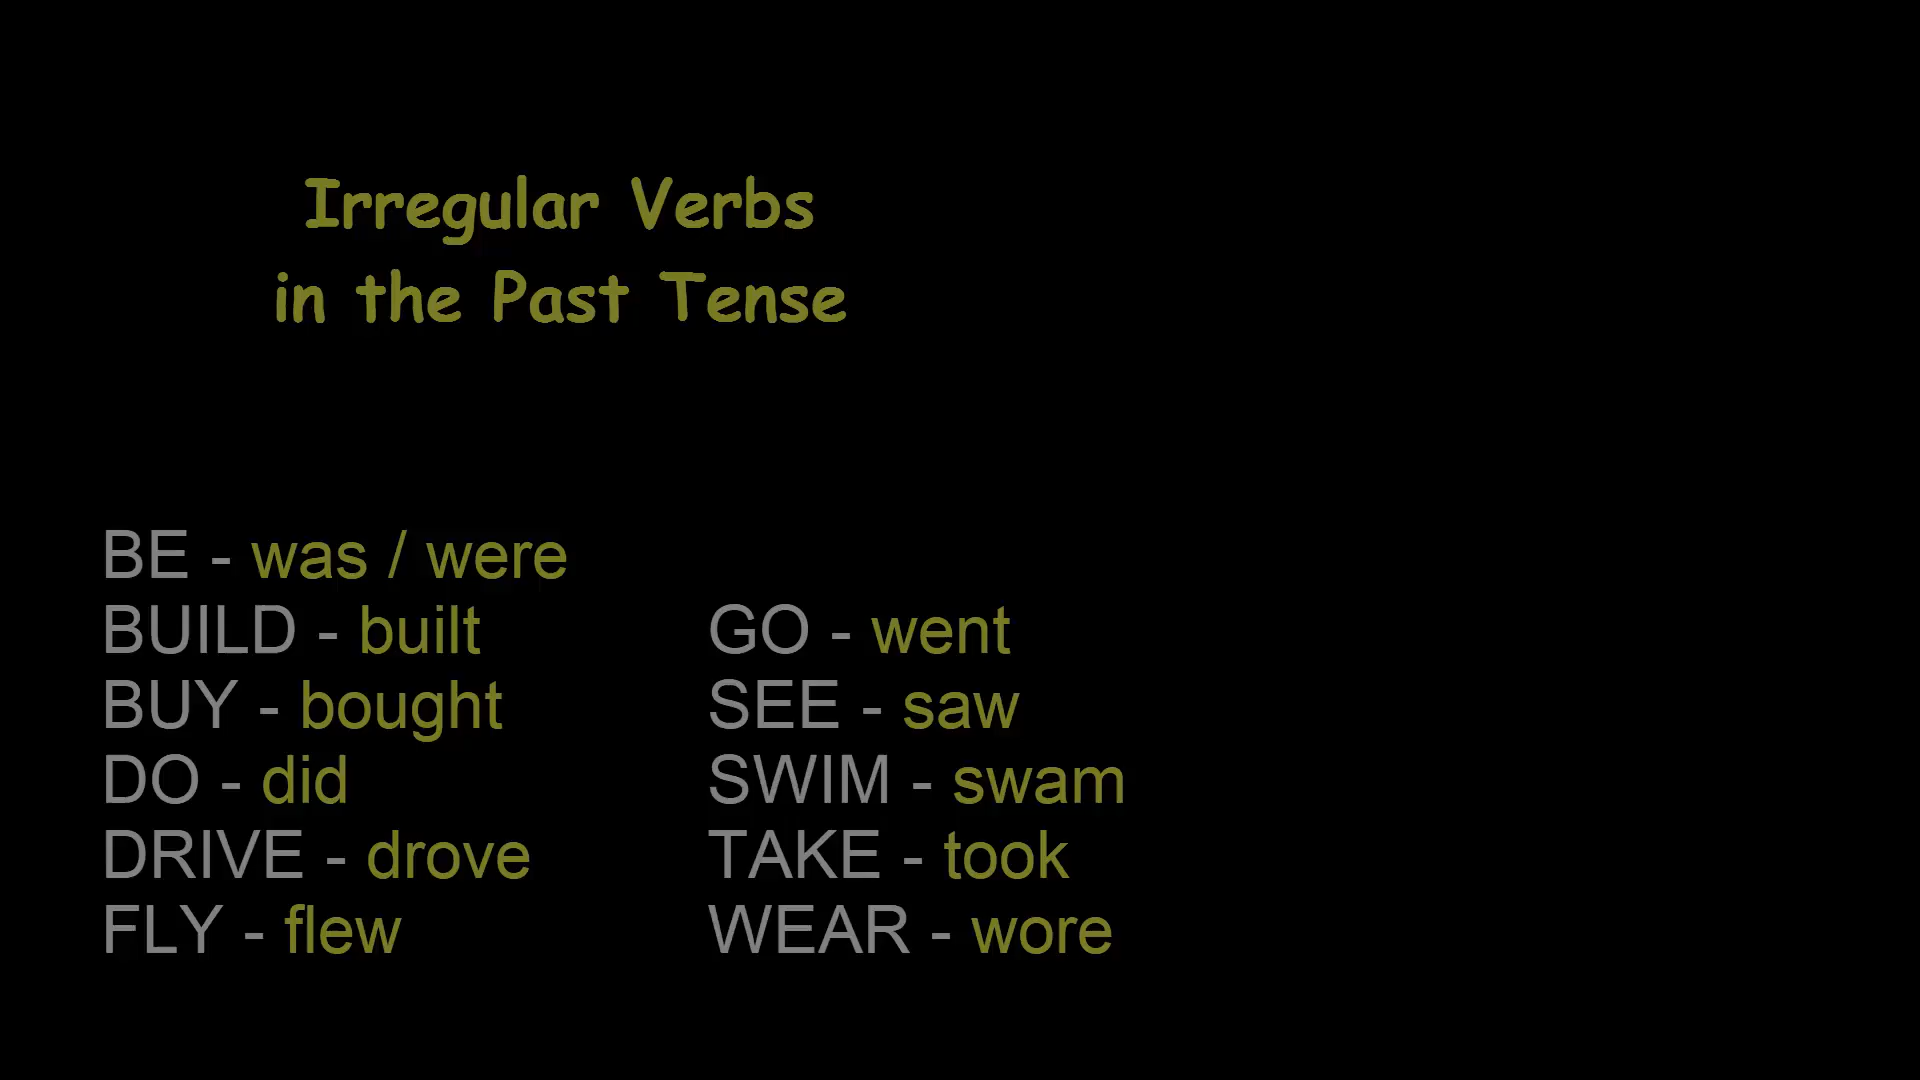 Irregular Verbs
in the Past Tense
BE - was / were
BUILD - built
BUY - bought
DO - did
DRIVE - drove
FLY - flew
GO - went
SEE - saw
SWIM - swam
TAKE - took
WEAR - wore